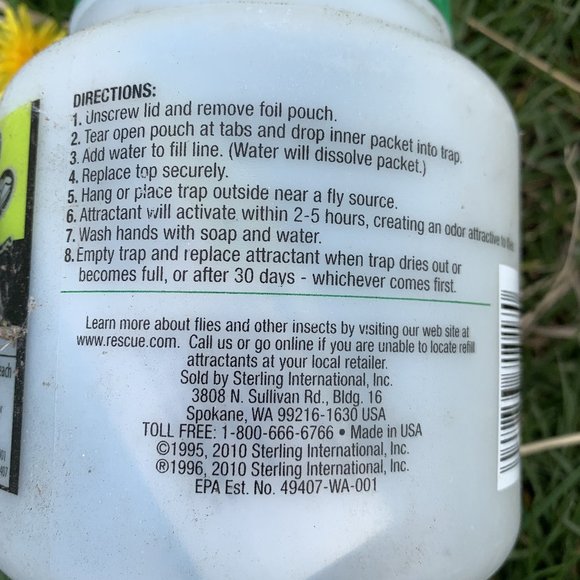 DIRECTIONS:
1. Unscrew lid and remove foil pouch.
2. Tear open pouch at tabs and drop inner packet into trap.
3. Add water to fill line. (Water will dissolve packet.)
4. Replace top securely.
5. Hang or place trap outside near a fly source.
6. Attractant will activate within 2-5 hours, creating an odor attractive to flies.
7. Wash hands with soap and water.
8. Empty trap and replace attractant when trap dries out or
becomes full, or after 30 days - whichever comes first.
Learn more about flies and other insects by visiting our web site at
www.rescue.com. Call us or go online if you are unable to locate refill
attractants at your local retailer.
Sold by Sterling International, Inc.
3808 N. Sullivan Rd., Bldg. 16
Spokane, WA 99216-1630 USA
TOLL FREE: 1-800-666-6766 • Made in USA
©1995, 2010 Sterling International, Inc.
®1996, 2010 Sterling International, Inc.
EPA Est. No. 49407-WA-001
each